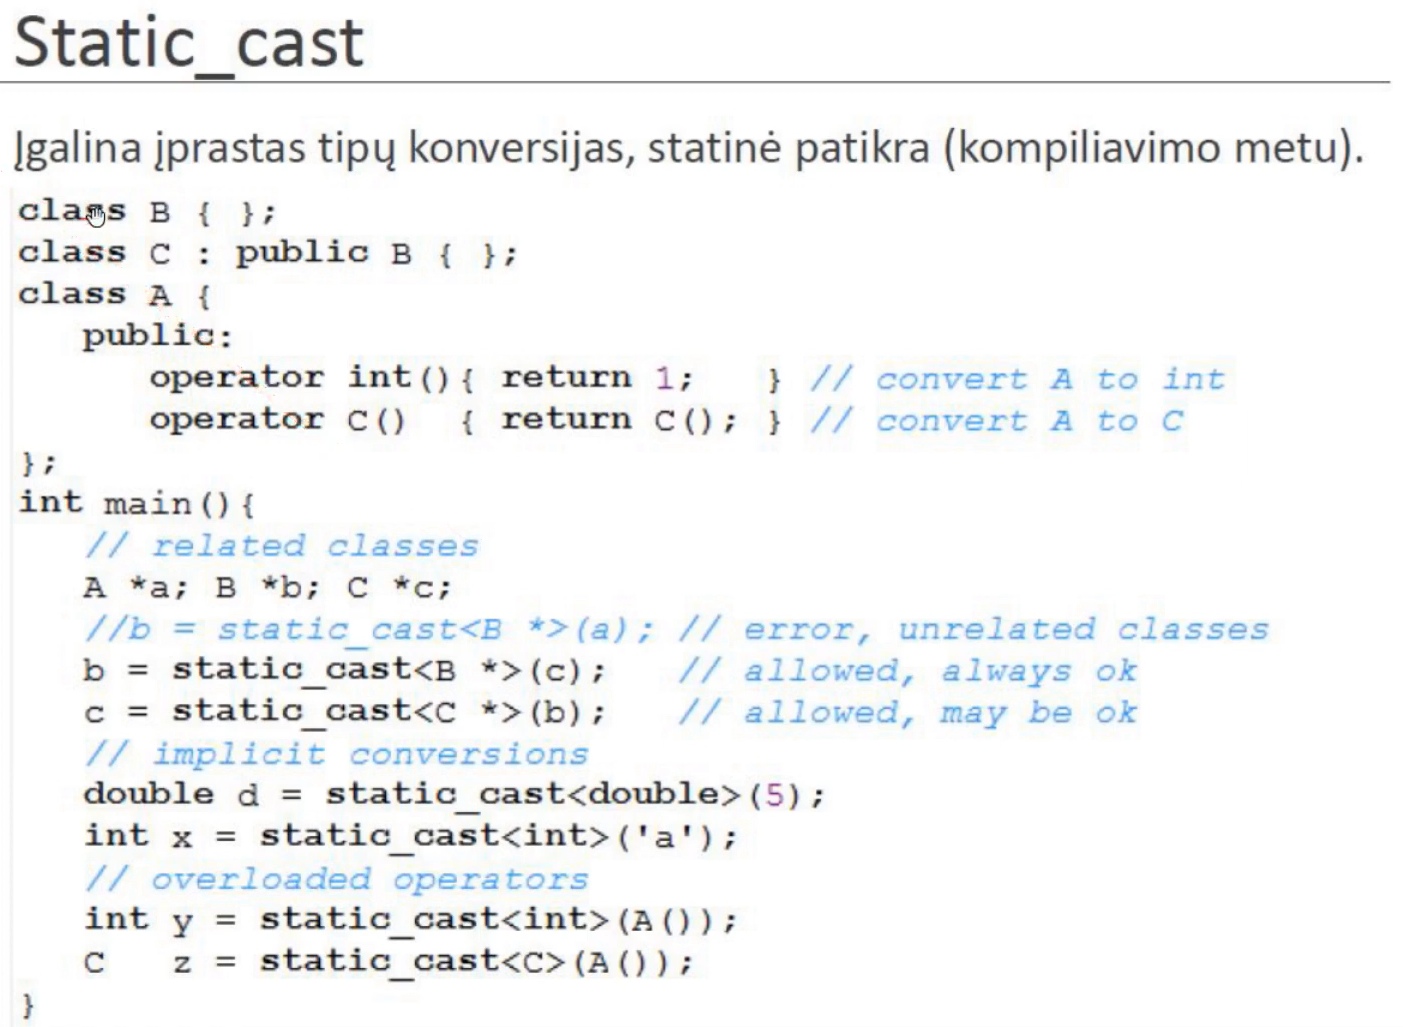 Static_cast
Įgalina įprastas tipų konversijas, statinė patikra (kompiliavimo metu).
class B { };
class C : public B { };
class A {
public:
operator int(){ return 1; } // convert A to int
operator C() { return C(); } // convert A to C
};
int main(){
// related classes
A *a; B *b; C *c;
//b = static_cast<B *>(a); // error, unrelated classes
b = static_cast<B *>(c); // allowed, always ok
c = static_cast<C *>(b); // allowed, may be ok
// implicit conversions
double d = static_cast<double>(5);
int x = static_cast<int>('a');
// overloaded operators
int y = static_cast<int>(A());
C z = static_cast<C>(A());
}